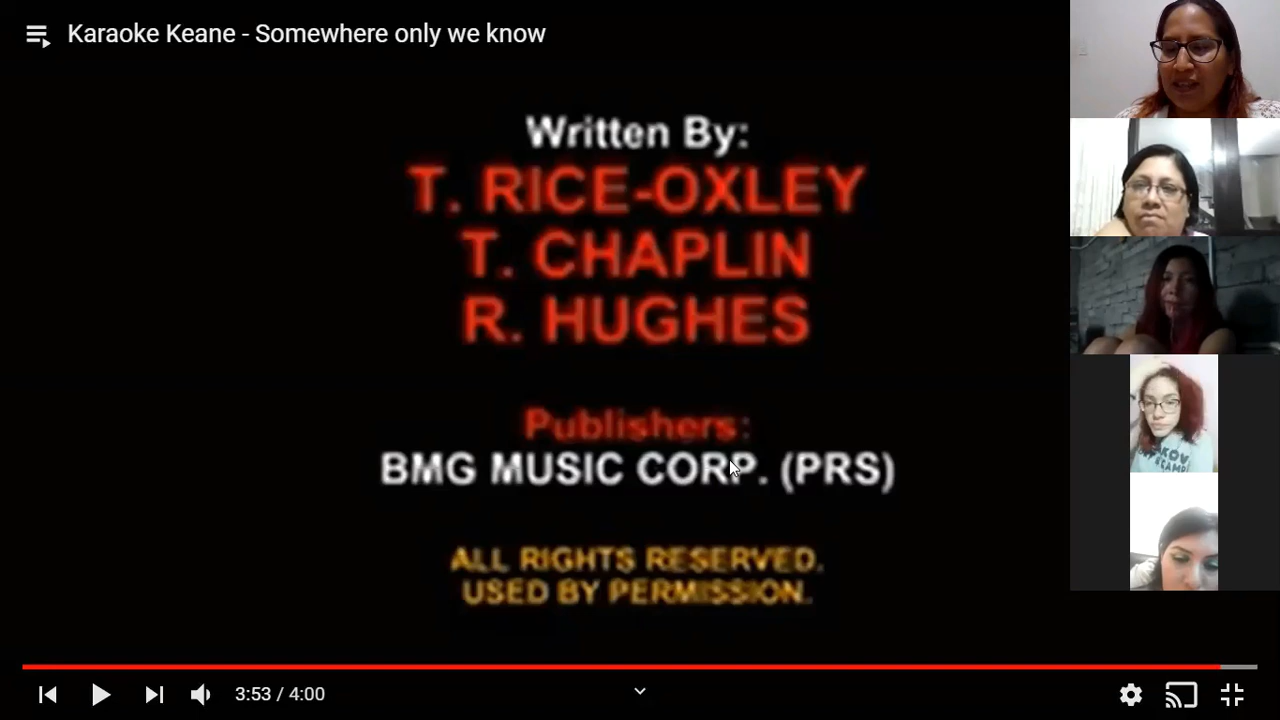 Karaoke Keane - Somewhere only we know
Written By:
T. RICE-OXLEY
T. CHAPLIN
R. HUGHES
Publishers:
BMG MUSIC CORP. (PRS)
ALL RIGHTS RESERVED.
USED BY PERMISSION.
3:53 / 4:00